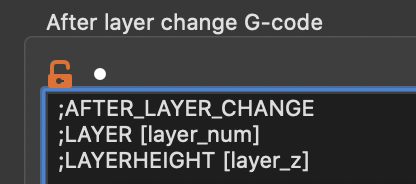 After layer change G-code
;AFTER_LAYER_CHANGE
;LAYER [layer_num]
;LAYERHEIGHT [layer_z]